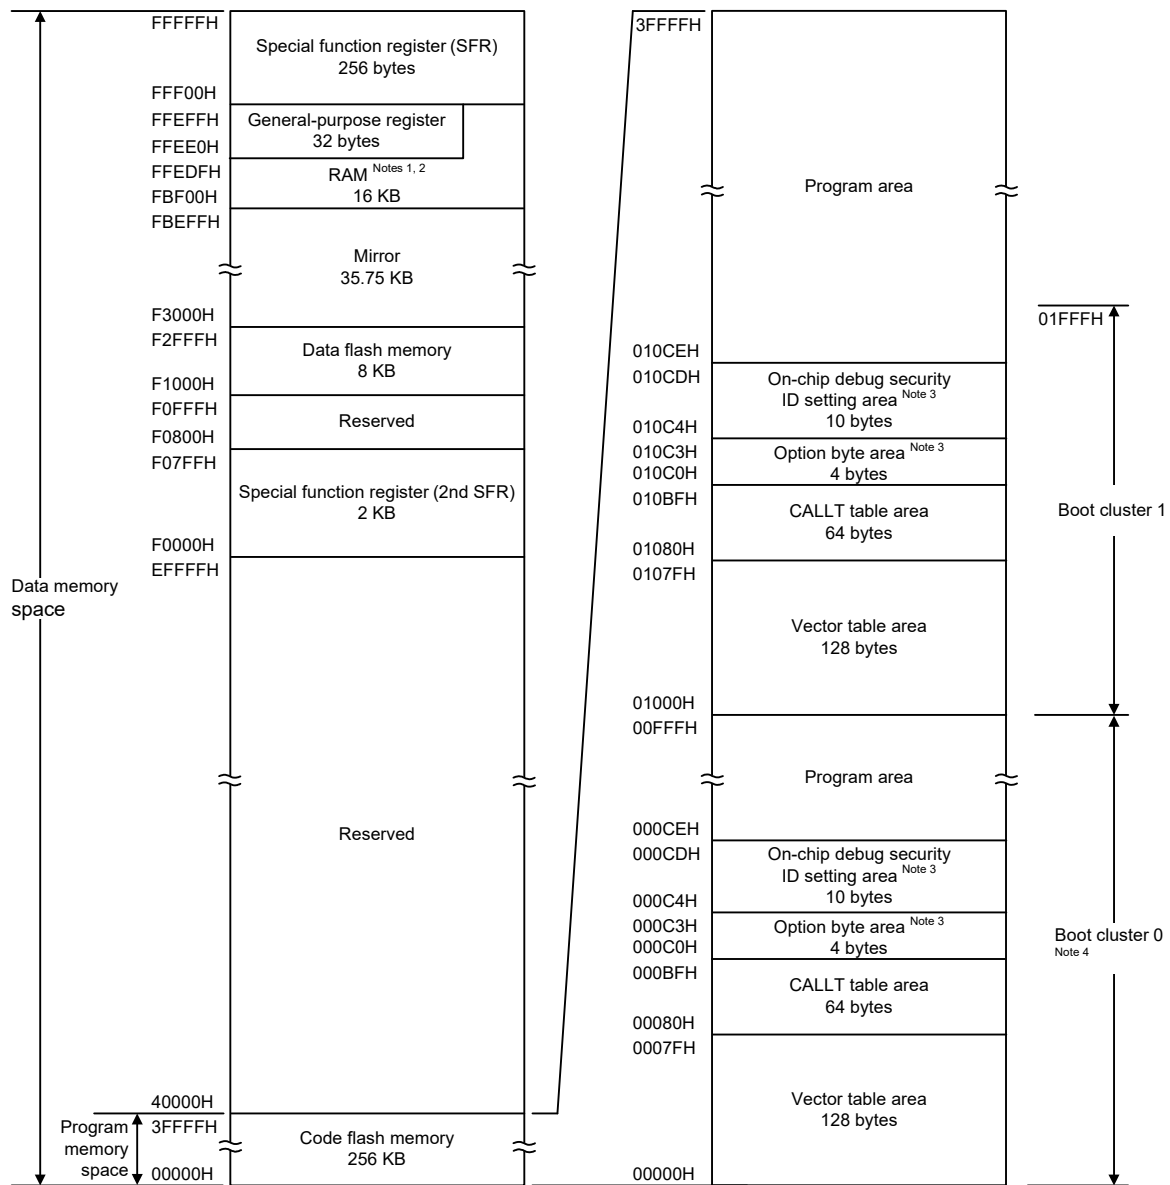 FFFFFH
Special function register (SFR)
256 bytes
FFF00H
FFEFFH
General-purpose register
32 bytes
FFEE0H
FFEDFH
RAM Notes 1, 2
16 KB
FBF00H
FBEFFH
Mirror
35.75 KB
F3000H
F2FFFH
Data flash memory
8 KB
F1000H
F0FFFH
Reserved
F0800H
F07FFH
Special function register (2nd SFR)
2 KB
F0000H
EFFFFH
Data memory
space
Reserved
40000H
Program
memory
space
3FFFFH
Code flash memory
256 KB
00000H
3FFFFH
Program area
01FFFH
010CEH
010CDH
On-chip debug security
ID setting area Note 3
10 bytes
010C4H
010C3H
Option byte area Note 3
4 bytes
010C0H
010BFH
CALLT table area
64 bytes
Boot cluster 1
01080H
0107FH
Vector table area
128 bytes
01000H
00FFFH
Program area
000CEH
000CDH
On-chip debug security
ID setting area Note 3
10 bytes
000C4H
000C3H
Option byte area Note 3
4 bytes
000C0H
Boot cluster 0
Note 4
000BFH
CALLT table area
64 bytes
00080H
0007FH
Vector table area
128 bytes
00000H